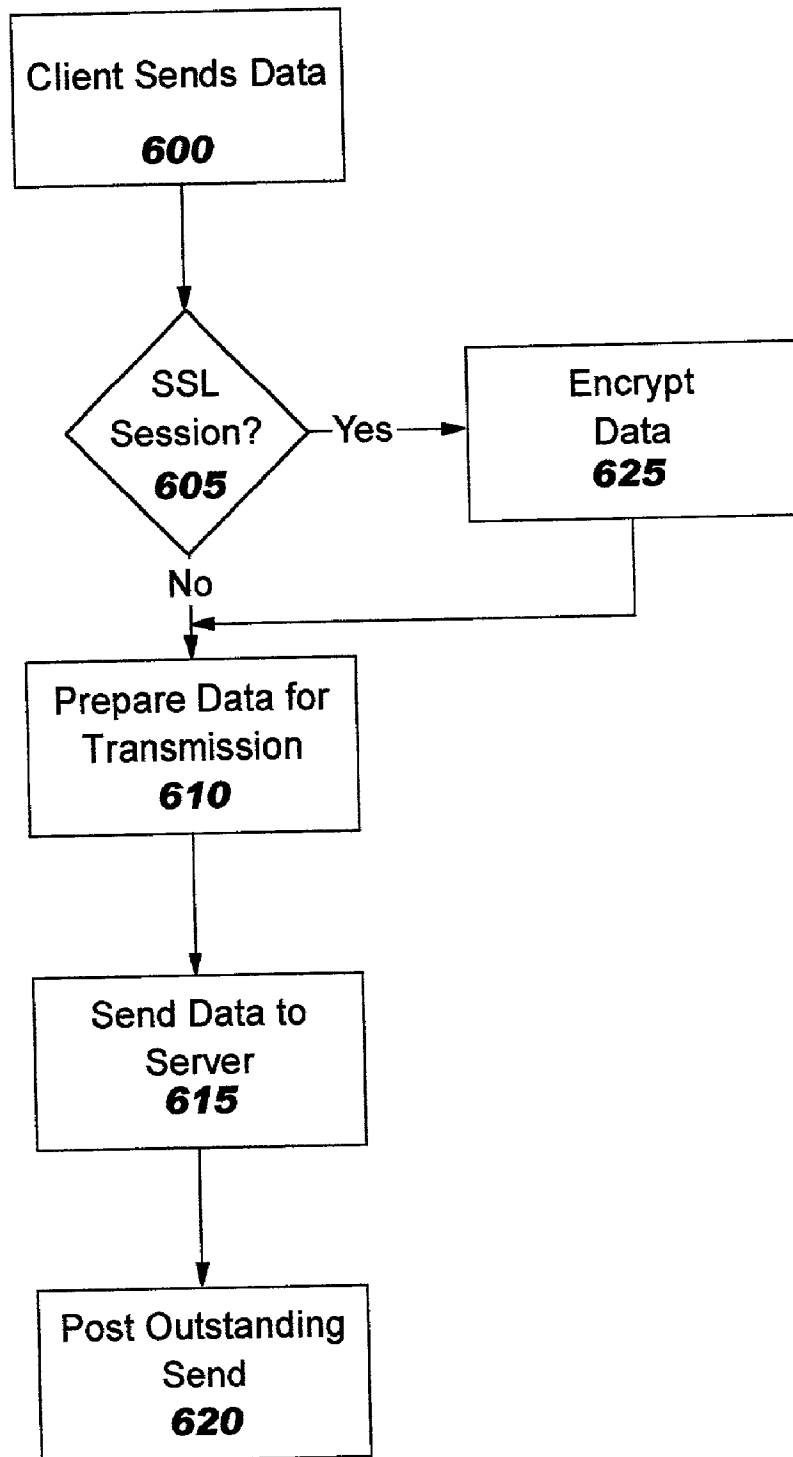 Client Sends Data
600
SSL
Session?
605
Yes
Encrypt
Data
625
No
Prepare Data for
Transmission
610
Send Data to
Server
615
Post Outstanding
Send
620